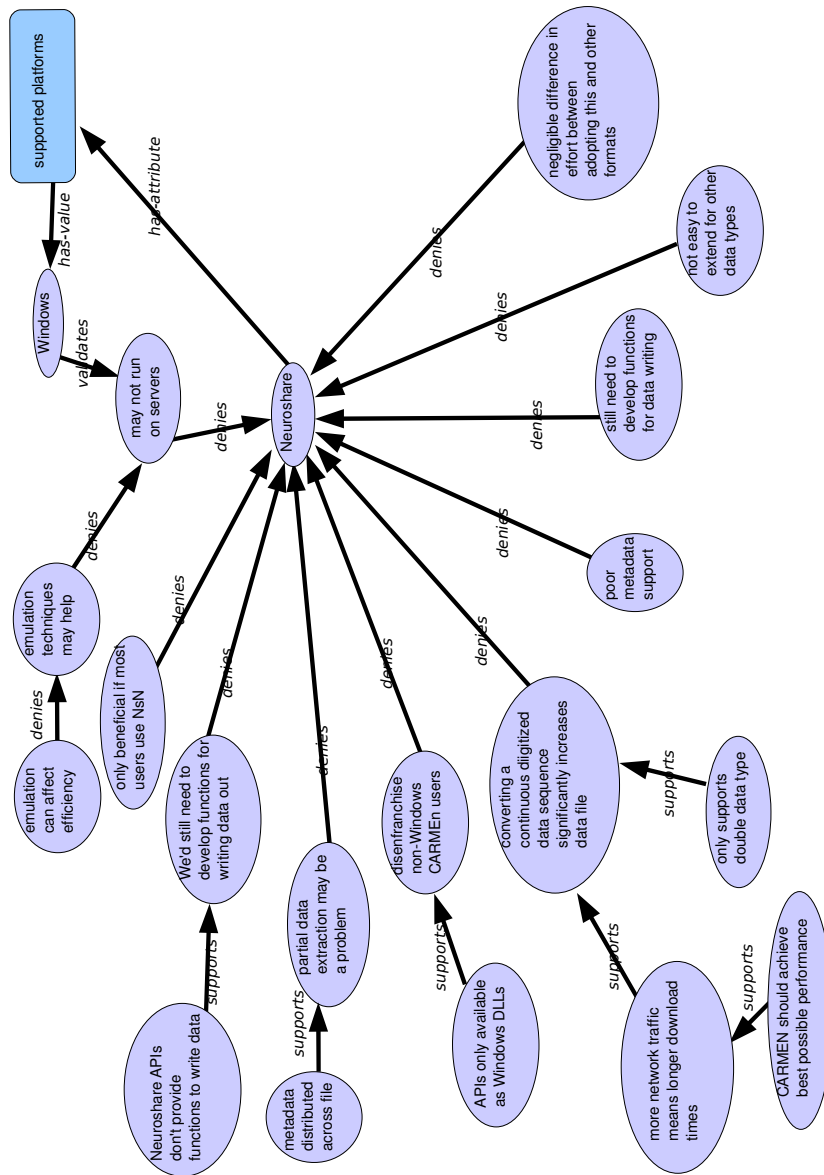 supported platforms
has-value
Windows
validates
has-attribute
emulation
can affect
efficiency
denies
emulation
techniques
may help
denies
may not run
on servers
denies
only beneficial if most
users use NsN
denies
Neuroshare APIs
don't provide
functions to write data
supports
We'd still need to
develop functions for
writing data out
denies
Neuroshare
metadata
distributed
across file
supports
partial data
extraction may be
a problem
denies
APIs only available
as Windows DLLs
supports
disenfranchise
non-Windows
CARMEn users
denies
converting a
continuous diigitized
data sequence
significantly increases
data file
denies
more network traffic
means longer download
times
supports
CARMEN should achieve
best possible performance
supports
only supports
double data type
supports
poor
metadata
support
denies
still need to
develop functions
for data writing
denies
not easy to
extend for other
data types
denies
negligible difference in
effort between
adopting this and other
formats
denies